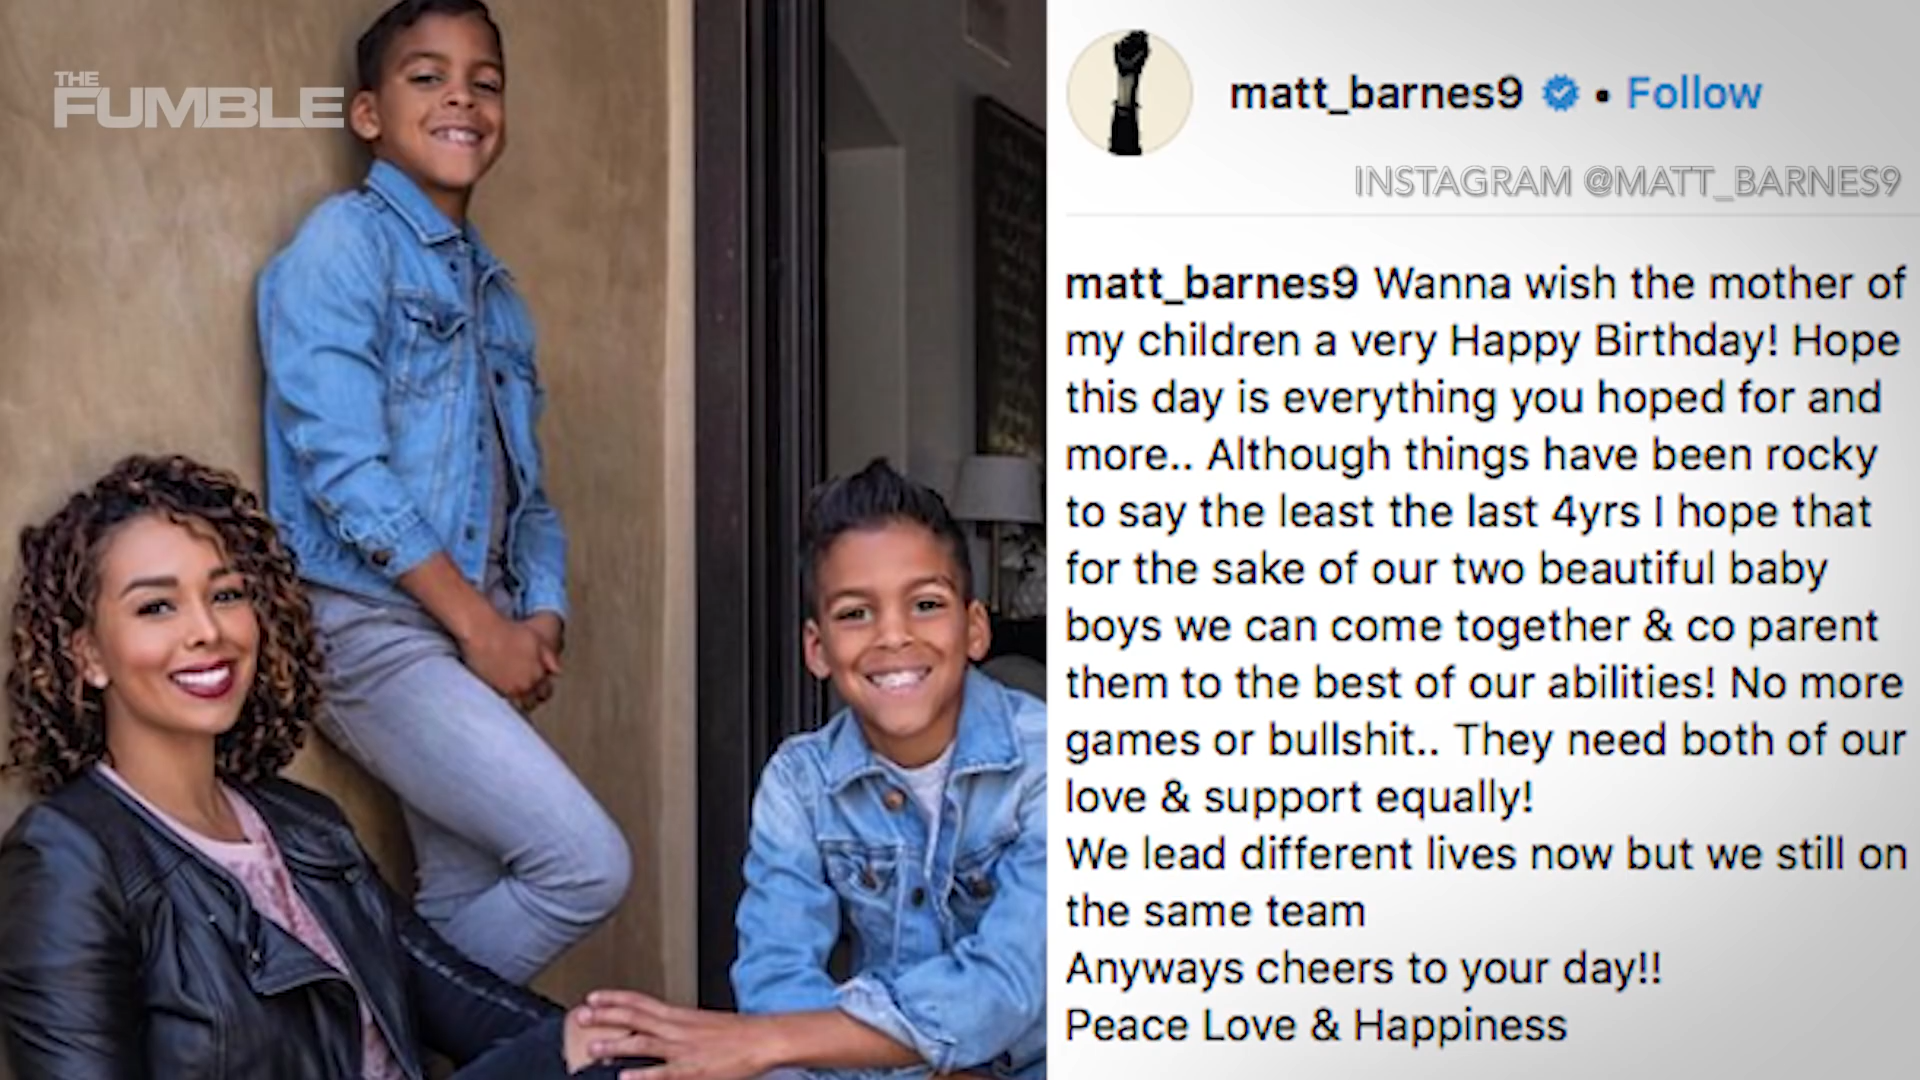 THE
FUMBLE
matt_barnes9 • Follow
INSTAGRAM @MATT_BARNES9
matt_barnes9 Wanna wish the mother of
my children a very Happy Birthday! Hope
this day is everything you hoped for and
more.. Although things have been rocky
to say the least the last 4yrs I hope that
for the sake of our two beautiful baby
boys we can come together & co parent
them to the best of our abilities! No more
games or bullshit.. They need both of our
love & support equally!
We lead different lives now but we still on
the same team
Anyways cheers to your day!!
Peace Love & Happiness